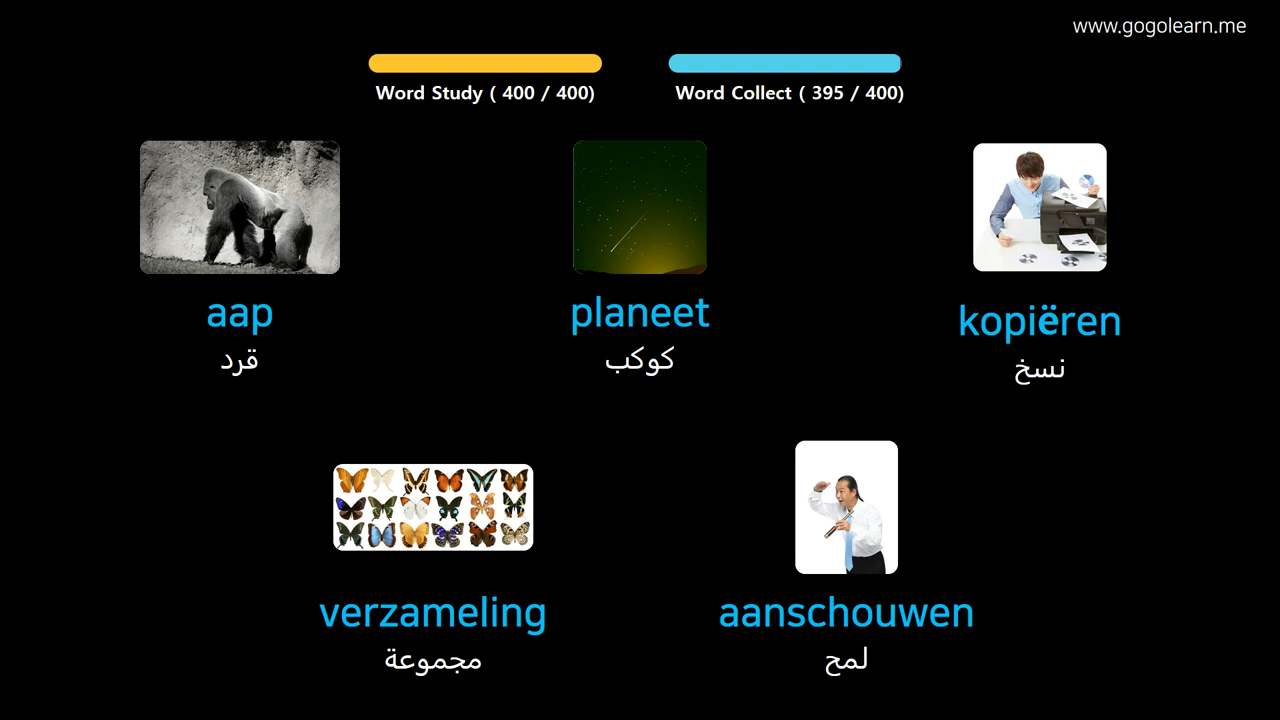 www.gogolearn.me
Word Study ( 400 / 400)
Word Collect ( 395 / 400)
aap
قرد
planeet
كوكب
kopiëren
نسخ
verzameling
مجموعة
aanschouwen
لمح